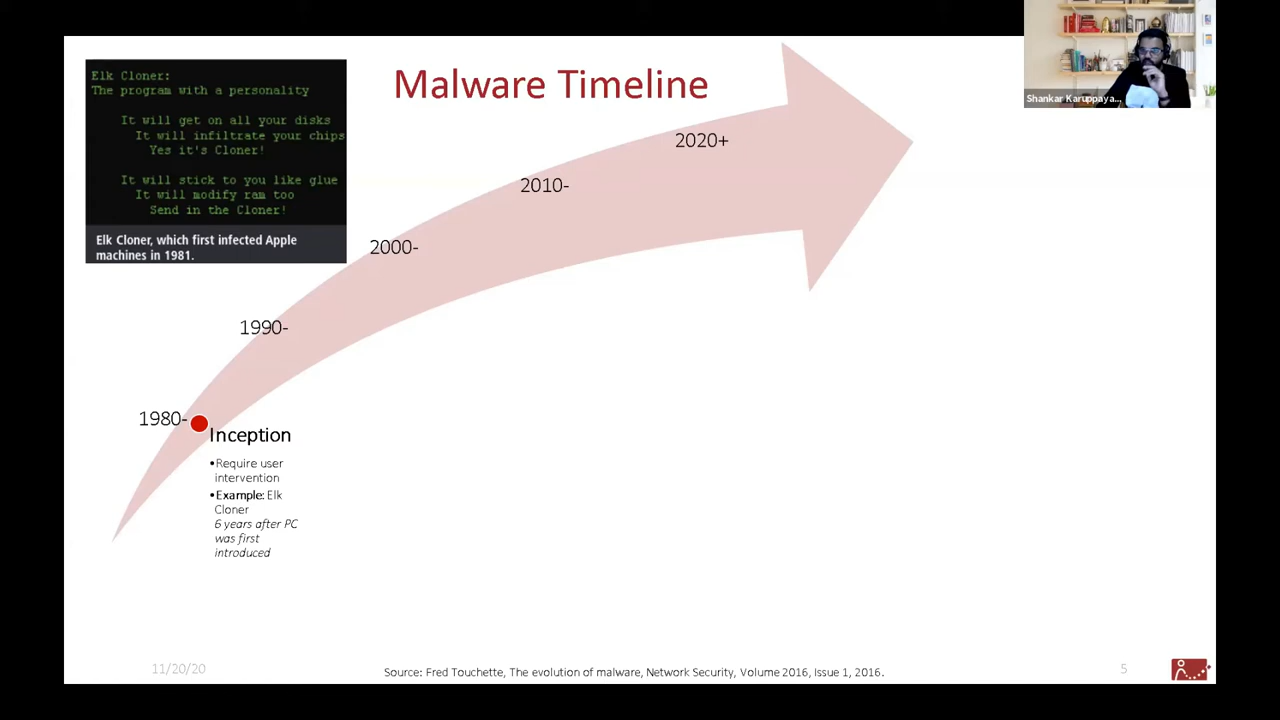 Malware Timeline
Elk Cloner:
The program with a personality
It will get on all your disks
It will infiltrate your chips
Yes it's Cloner!
It will stick to you like glue
It will modify ram too
Send in the Cloner!
Elk Cloner, which first infected Apple
machines in 1981.
Shankar Karuppaya...
2020+
2010-
2000-
1990-
1980-
Inception
•Require user
intervention
•Example: Elk
Cloner
6 years after PC
was first
introduced
11/20/20
Source: Fred Touchette, The evolution of malware, Network Security, Volume 2016, Issue 1, 2016.
5